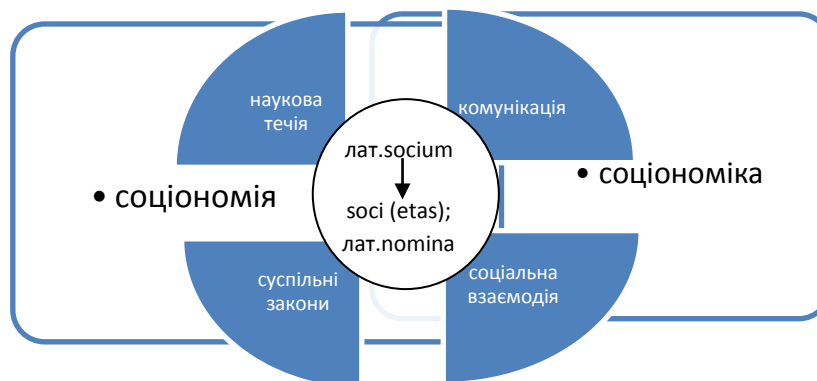 наукова
течія
комунікація
лат.socium
soci (etas);
лат.nomina
• соціономія
• соціономіка
суспільні
закони
соціальна
взаємодія